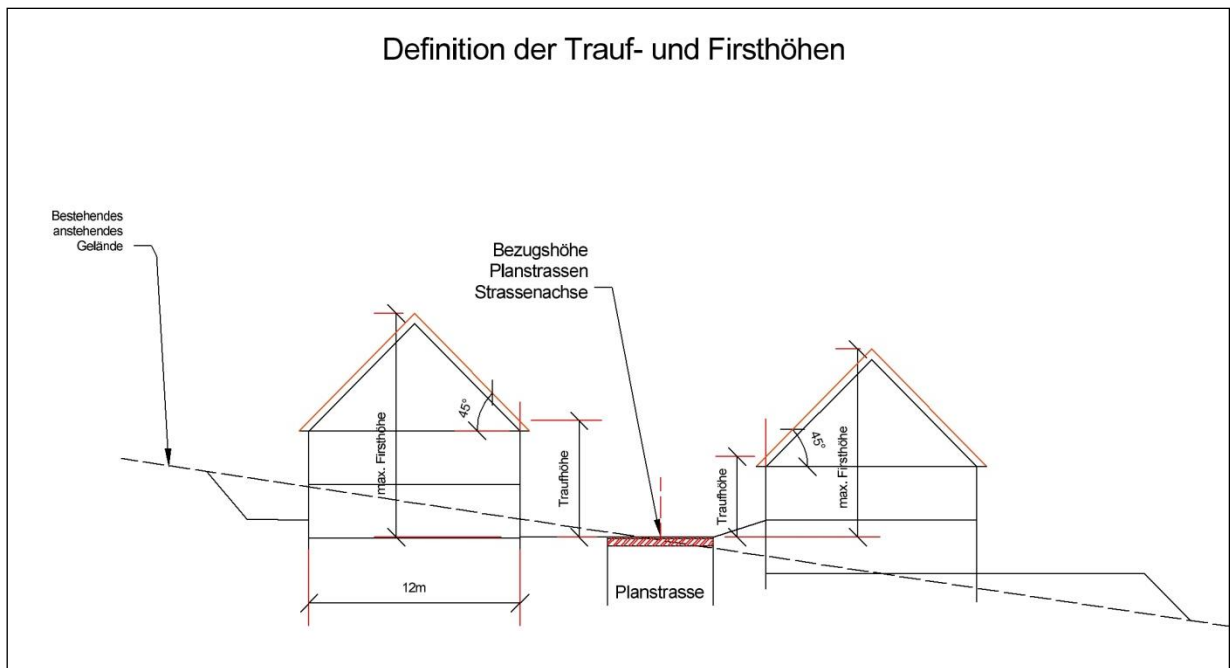 Definition der Trauf- und Firsthöhen
Bestehendes
anstehendes
Gelände
Bezugshöhe
Planstrassen
Strassenachse
max. Firsthöhe
45°
Traufhöhe
Traufhöhe
45°
max. Firsthöhe
12m
Planstrasse